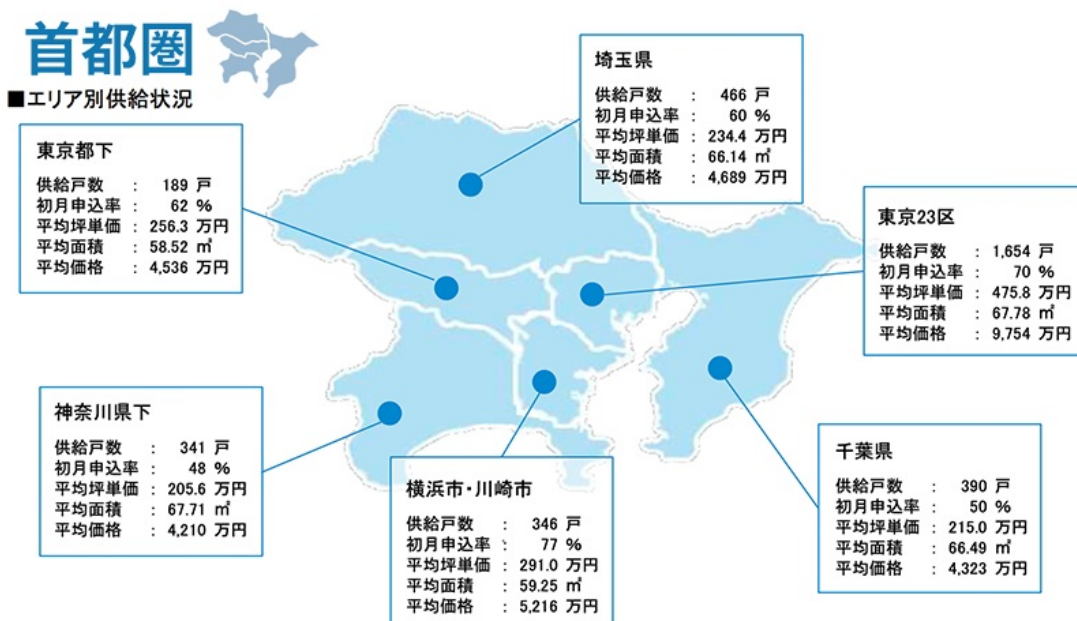 首都圏
■エリア別供給状況
埼玉県
供給戸数 : 466 戸
初月申込率 : 60 %
平均坪単価 : 234.4 万円
平均面積 : 66.14 ㎡
平均価格 : 4,689 万円
東京都下
供給戸数 : 189 戸
初月申込率 : 62 %
平均坪単価 : 256.3 万円
平均面積 : 58.52 ㎡
平均価格 : 4,536 万円
東京23区
供給戸数 : 1,654 戸
初月申込率 : 70 %
平均坪単価 : 475.8 万円
平均面積 : 67.78 ㎡
平均価格 : 9,754 万円
神奈川県下
供給戸数 : 341 戸
初月申込率 : 48 %
平均坪単価 : 205.6 万円
平均面積 : 67.71 ㎡
平均価格 : 4,210 万円
横浜市・川崎市
供給戸数 : 346 戸
初月申込率 : 77 %
平均坪単価 : 291.0 万円
平均面積 : 59.25 ㎡
平均価格 : 5,216 万円
千葉県
供給戸数 : 390 戸
初月申込率 : 50 %
平均坪単価 : 215.0 万円
平均面積 : 66.49 ㎡
平均価格 : 4,323 万円